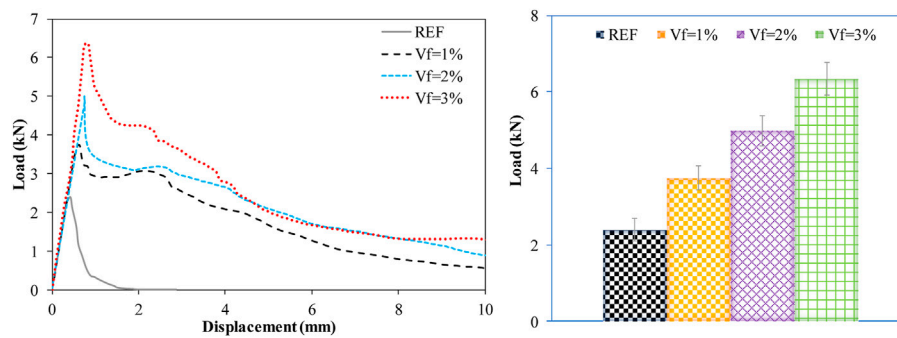 7
6
5
4
3
2
1
0
Load (kN)
0 2 4 6 8 10
Displacement (mm)
REF
Vf=1%
Vf=2%
Vf=3%
8
6
4
2
0
Load (kN)
REF Vf=1% Vf=2% Vf=3%